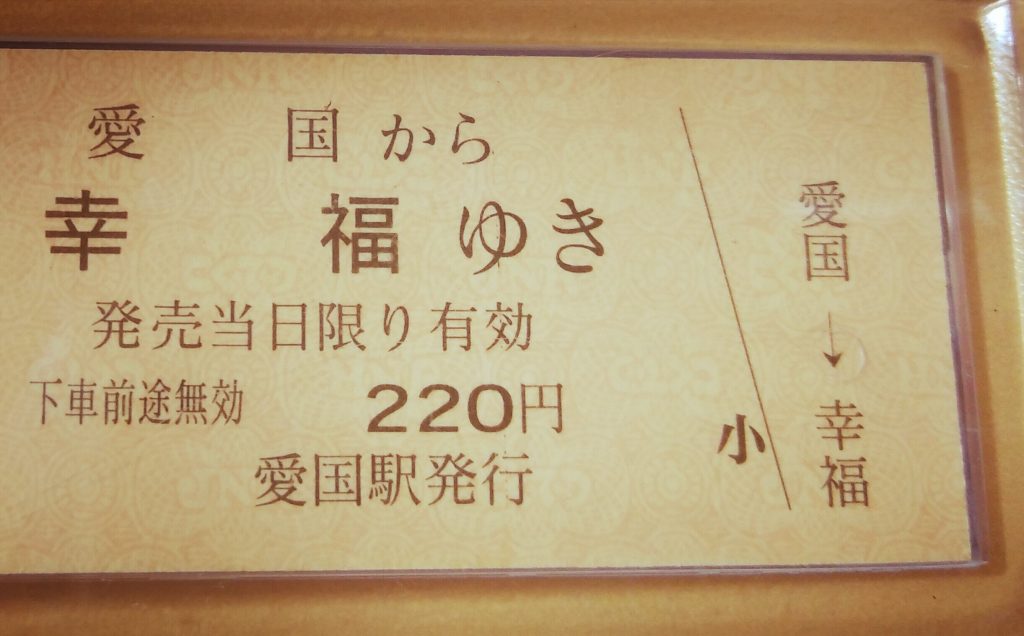 愛 国から
幸 福ゆき
発売当日限り有効
下車前途無効 220円
愛国駅発行
小
愛国→幸福